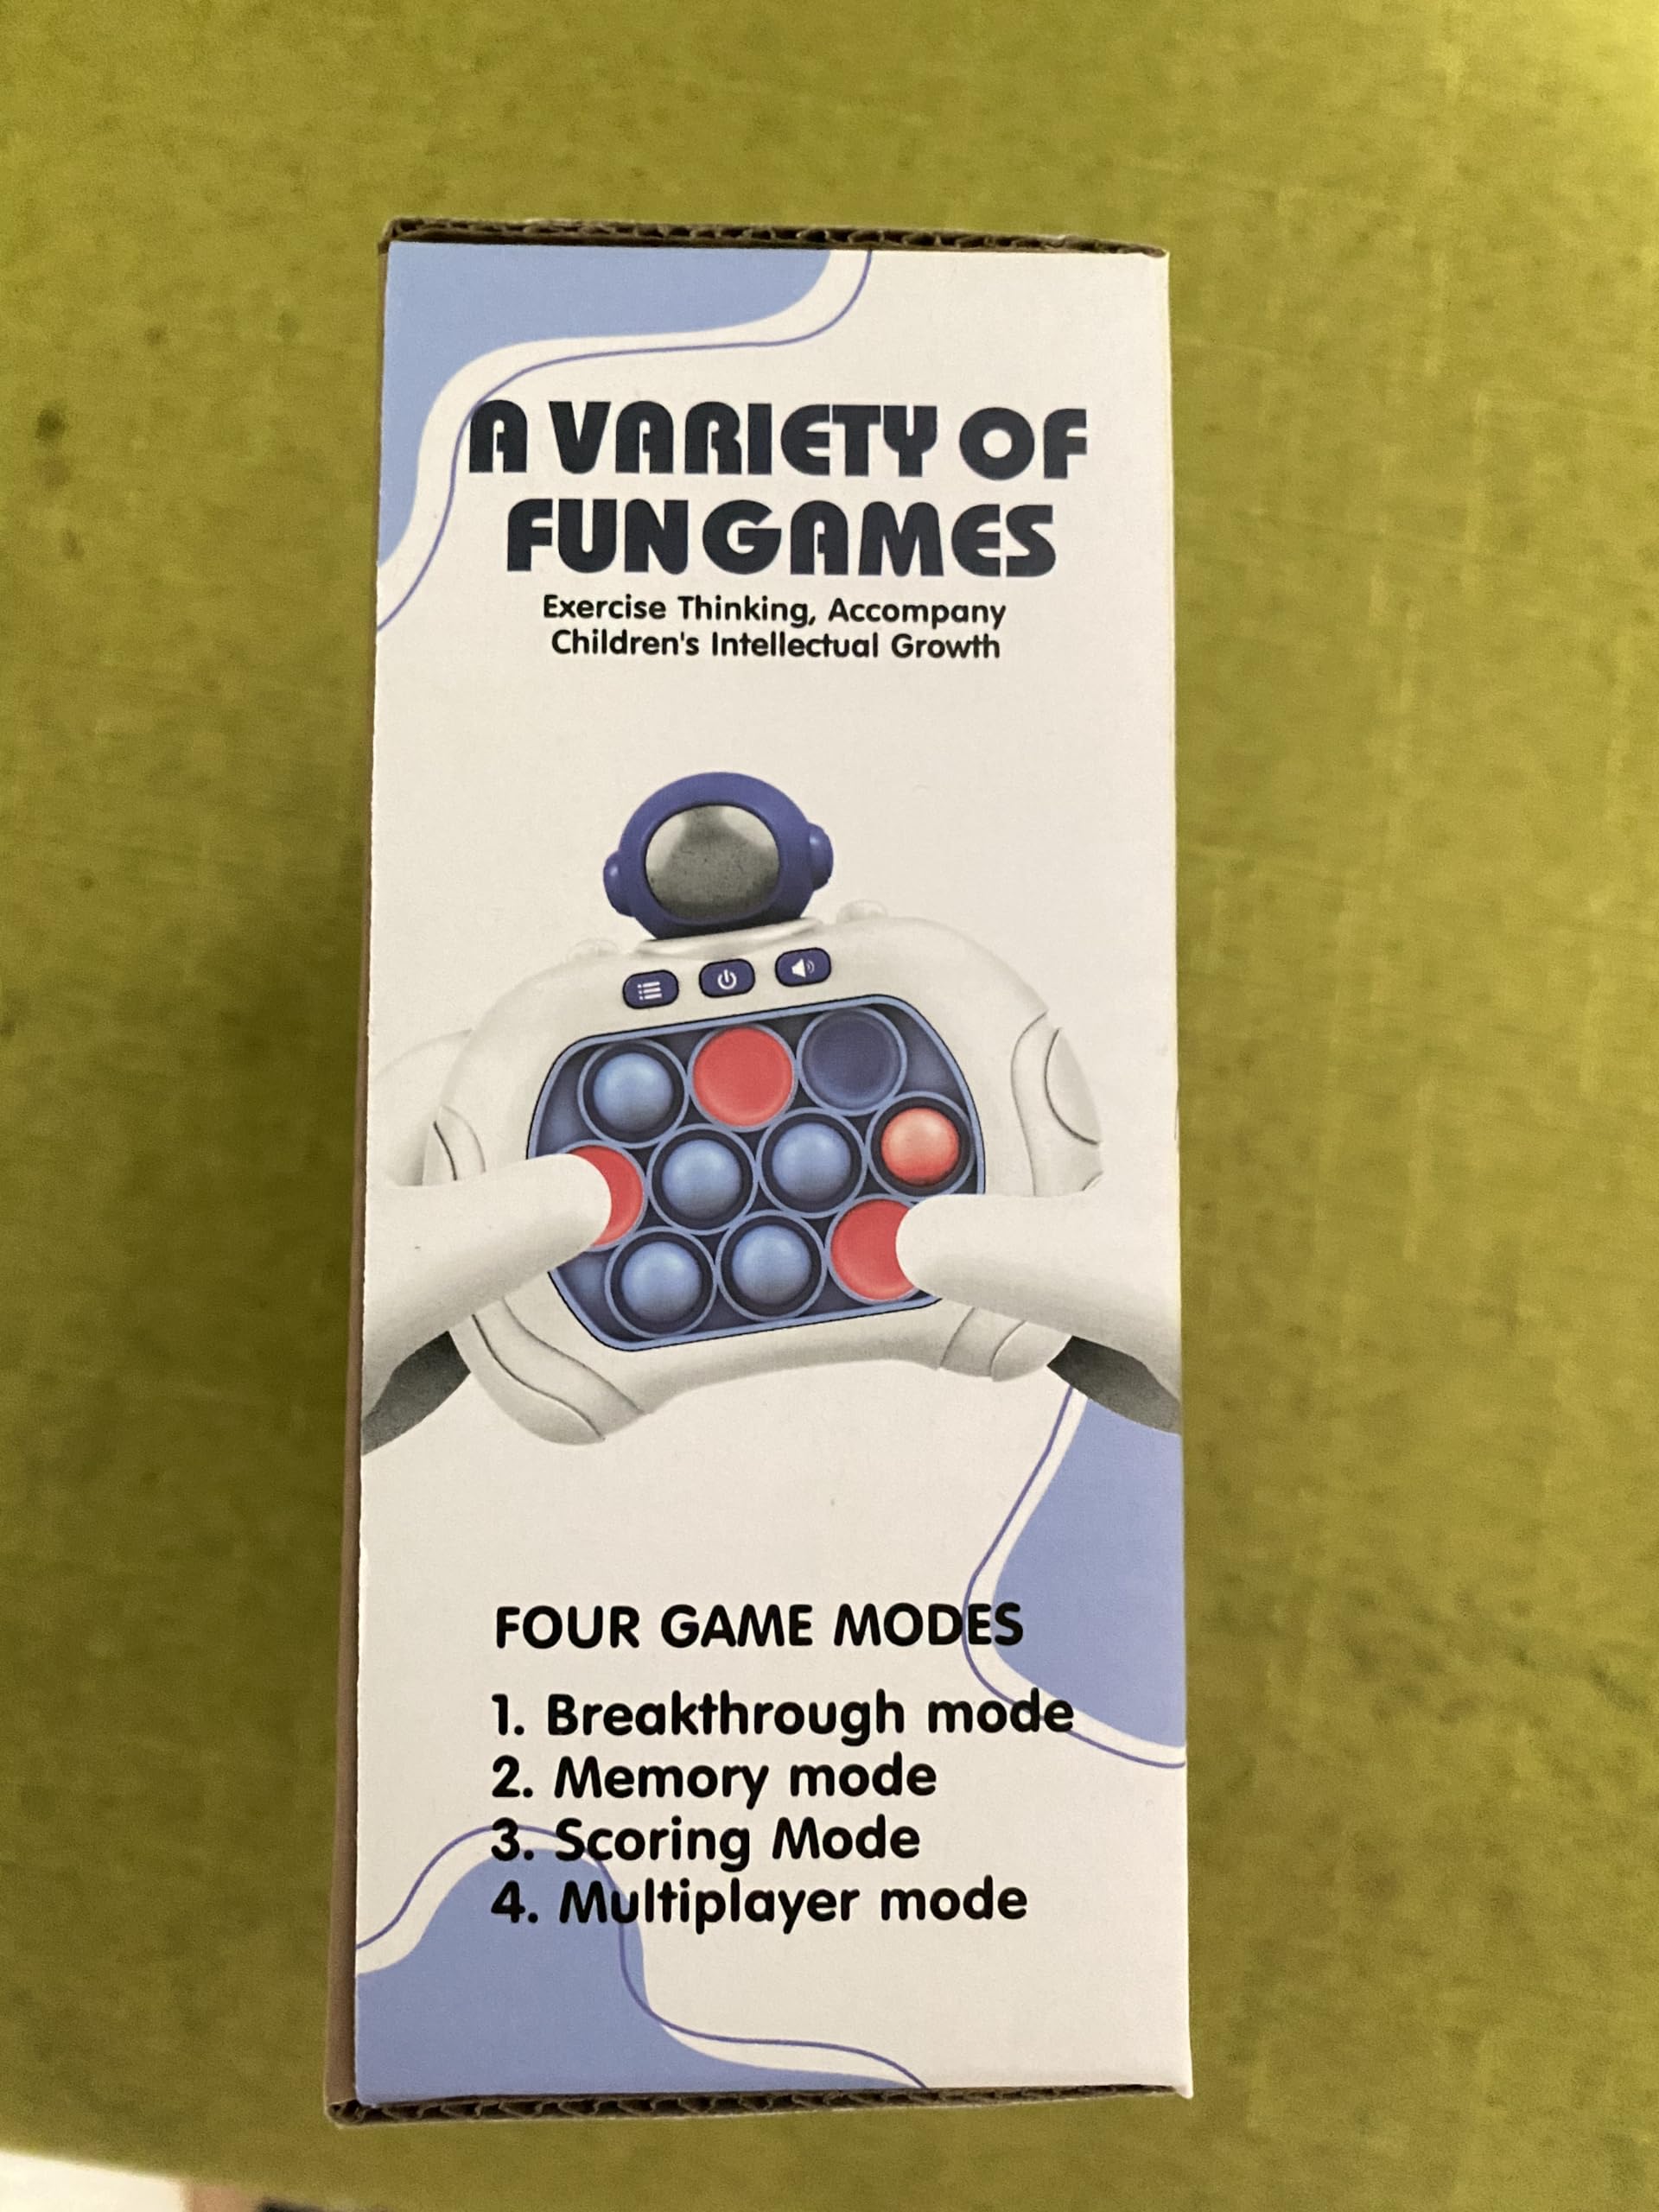 A VARIETY OF
FUN GAMES
Exercise Thinking, Accompany
Children's Intellectual Growth
FOUR GAME MODES
1. Breakthrough mode
2. Memory mode
3. Scoring Mode
4. Multiplayer mode